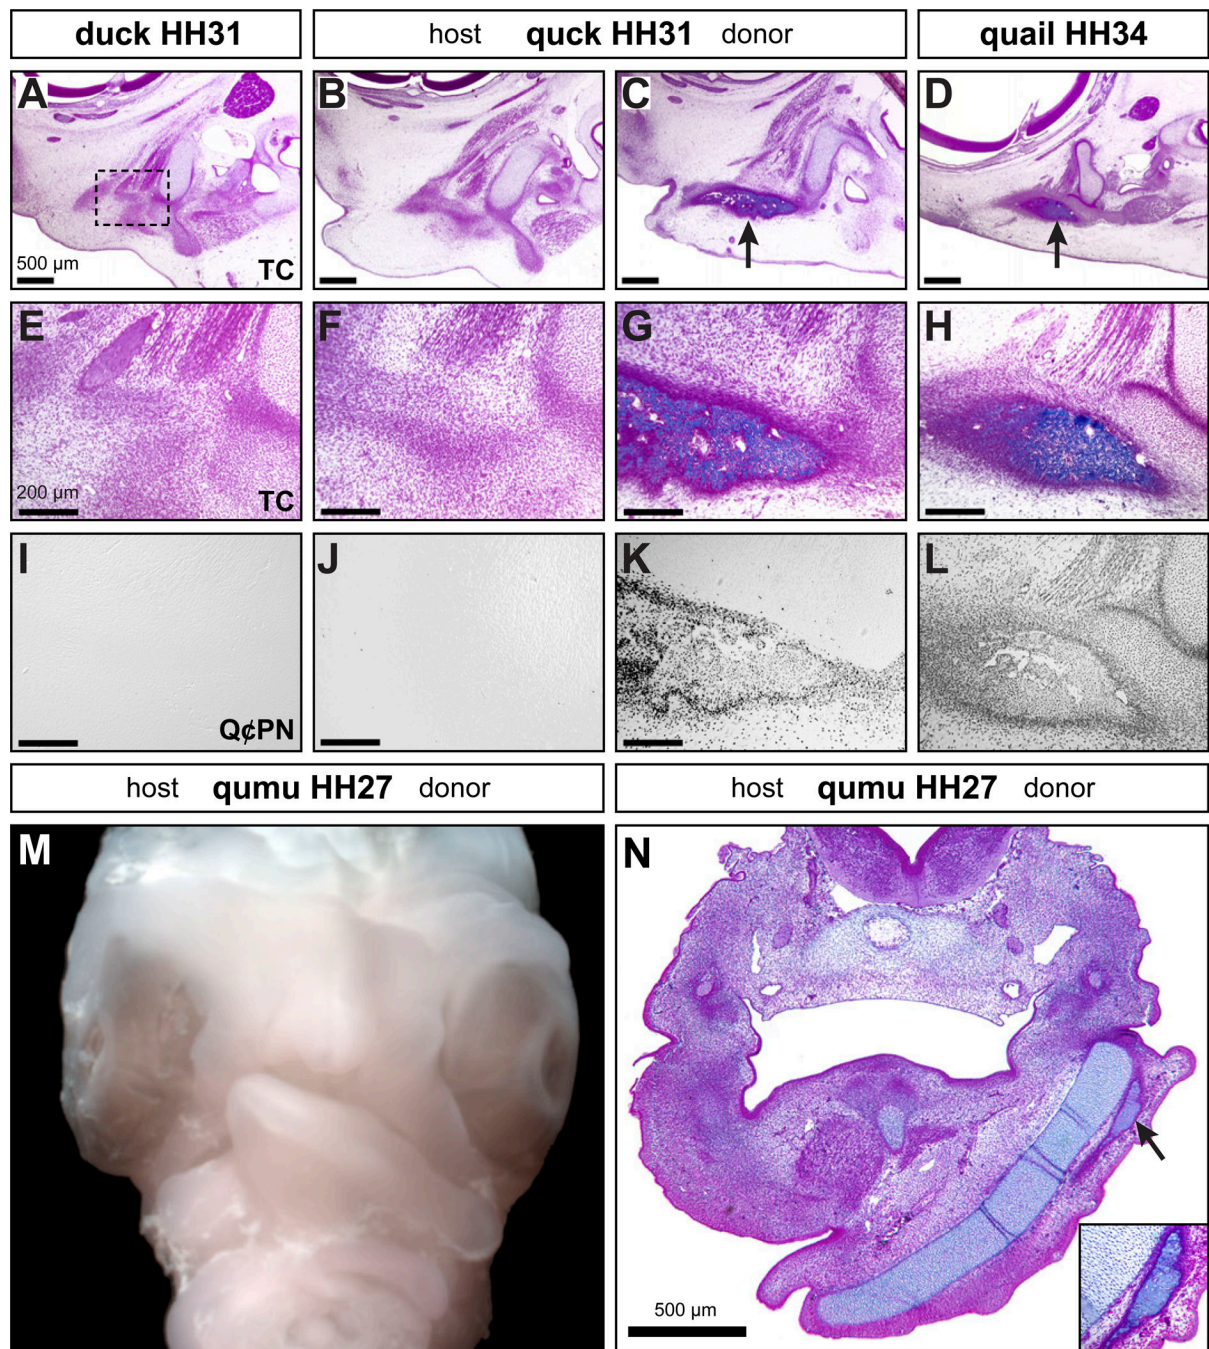 duck HH31
host quck HH31 donor
quail HH34
A
B
C
D
500 µm
TC
E
F
G
H
200 µm
TC
I
J
K
L
Q¢PN
host qumu HH27 donor
host qumu HH27 donor
M
N
500 µm